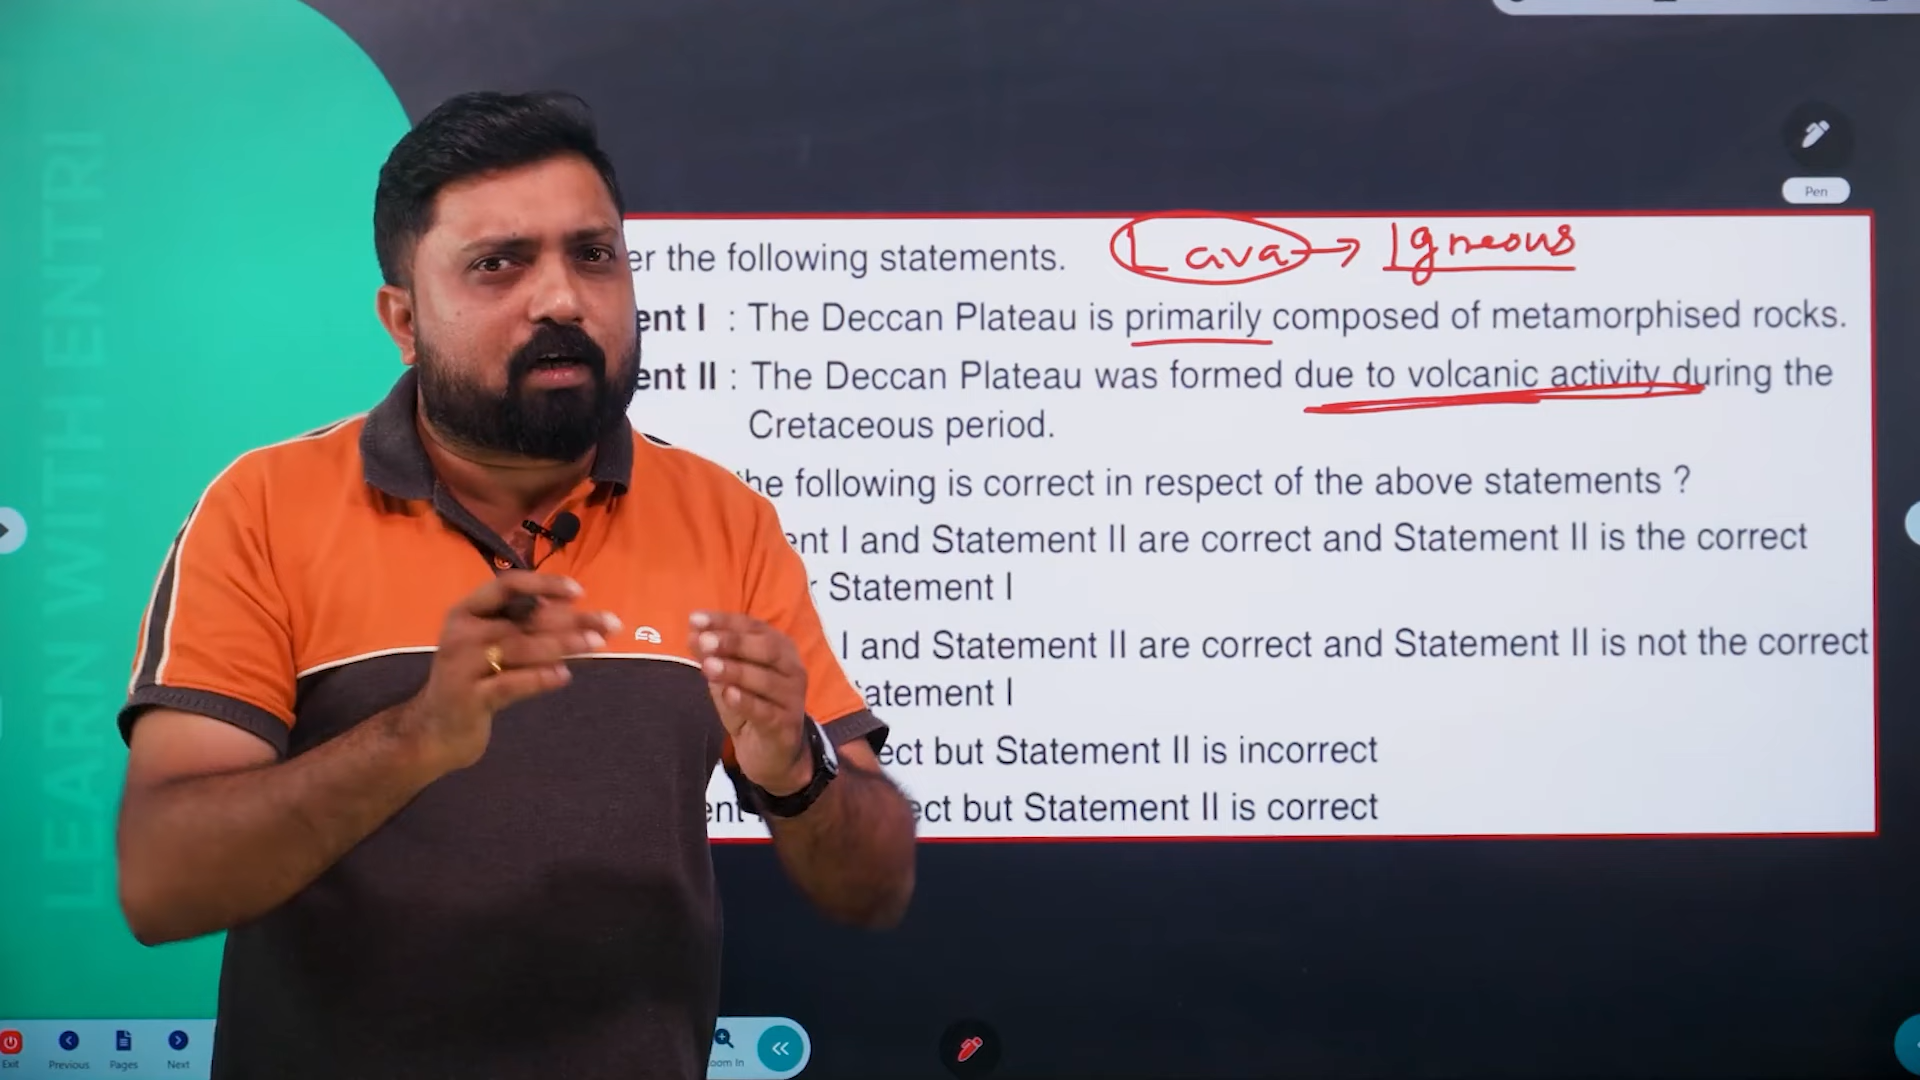 LEARN WITH ENTRI
Pen
er the following statements.
Lava → Igneous
ent I : The Deccan Plateau is primarily composed of metamorphised rocks.
ent II : The Deccan Plateau was formed due to volcanic activity during the
Cretaceous period.
he following is correct in respect of the above statements ?
ent I and Statement II are correct and Statement II is the correct
Statement I
I and Statement II are correct and Statement II is not the correct
atement I
ect but Statement II is incorrect
ent ect but Statement II is correct
Exit Previous Pages Next oom In